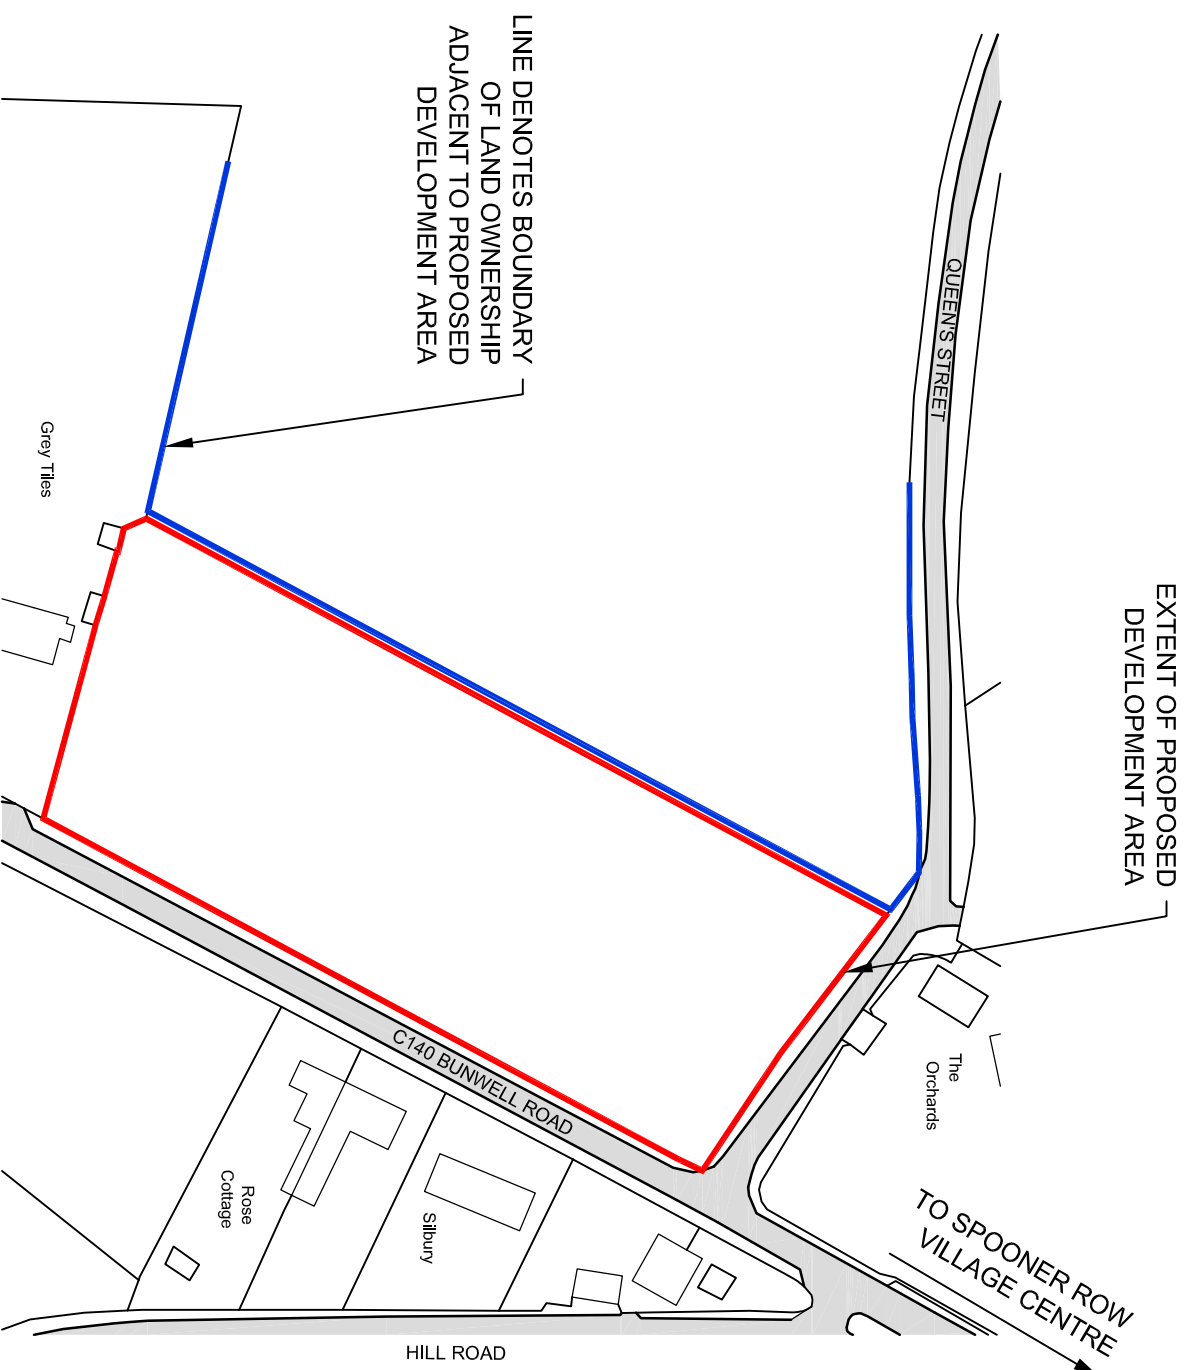 LINE DENOTES BOUNDARY
OF LAND OWNERSHIP
ADJACENT TO PROPOSED
DEVELOPMENT AREA
QUEEN'S STREET
EXTENT OF PROPOSED
DEVELOPMENT AREA
Grey Tiles
The
Orchards
C140 BUNWELL ROAD
Rose
Cottage
Silbury
TO SPOONER ROW
VILLAGE CENTRE
HILL ROAD